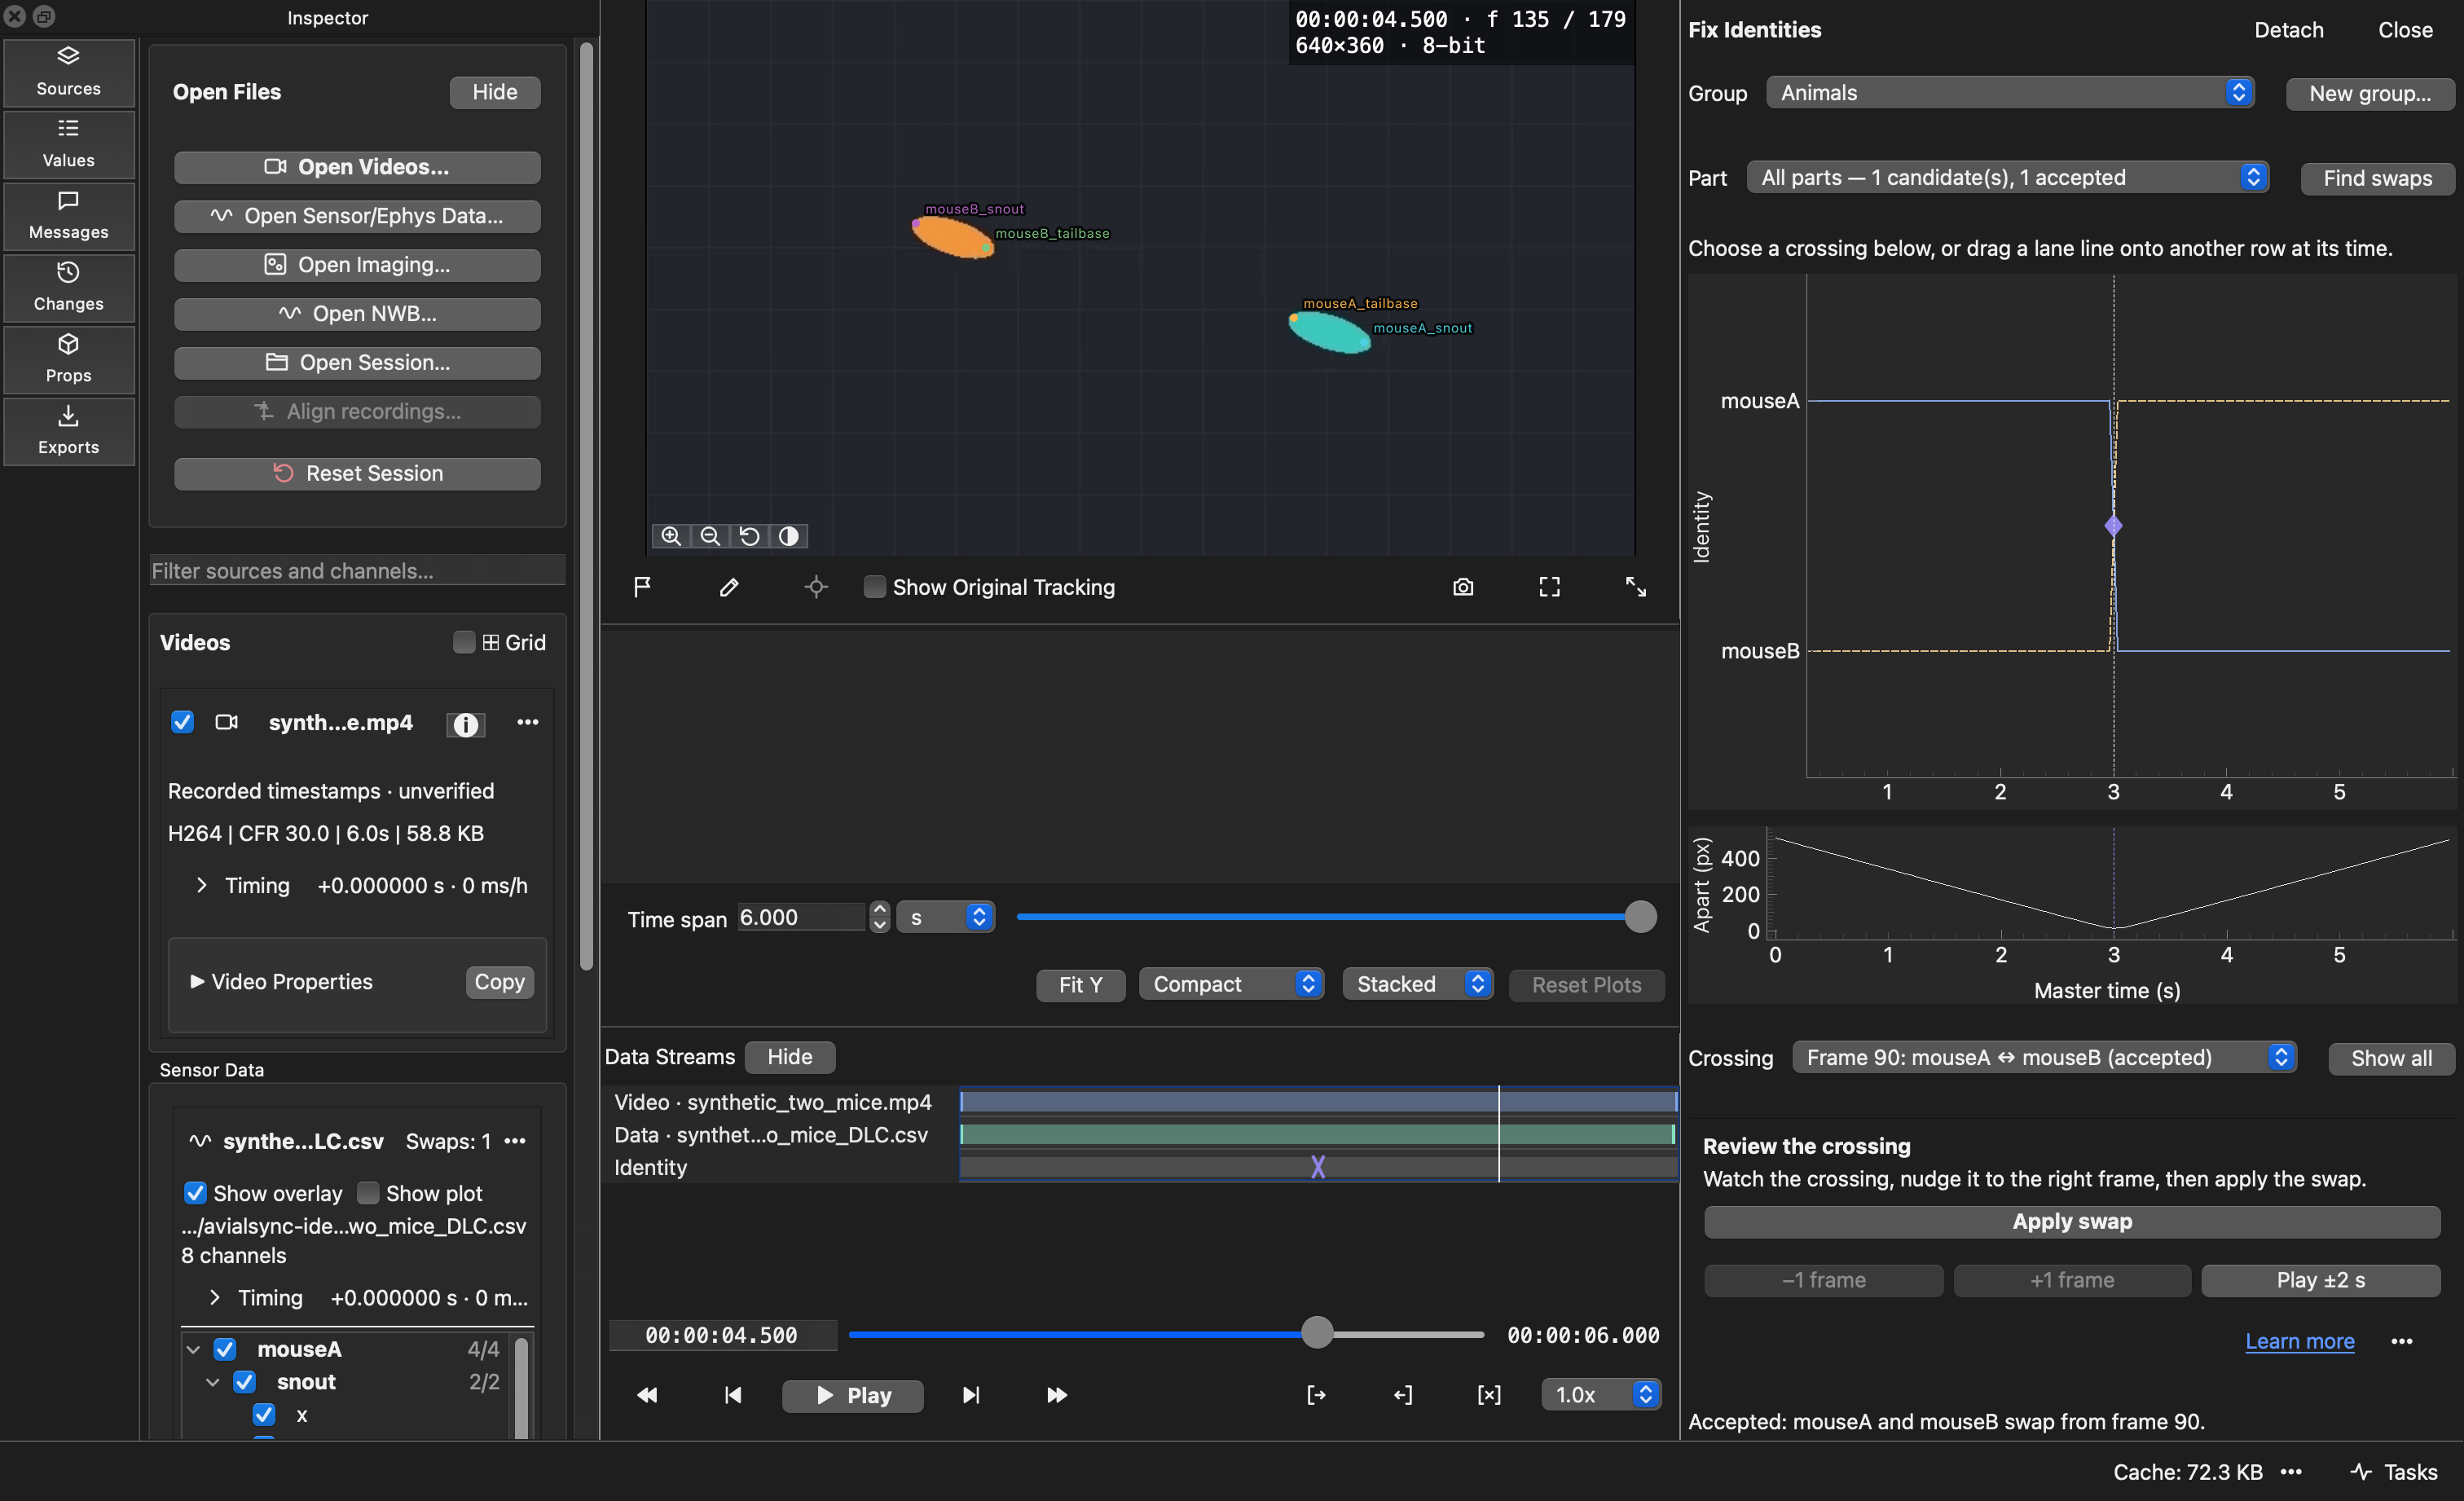 Inspector
Sources
Values
Messages
Changes
Props
Exports
Open Files
Hide
Open Videos...
Open Sensor/Ephys Data...
Open Imaging...
Open NWB...
Open Session...
Align recordings...
Reset Session
Filter sources and channels...
Videos
Grid
synth...e.mp4
Recorded timestamps · unverified
H264 | CFR 30.0 | 6.0s | 58.8 KB
Timing +0.000000 s · 0 ms/h
Video Properties
Copy
Sensor Data
synthe...LC.csv Swaps: 1
Show overlay Show plot
.../avialsync-ide...wo_mice_DLC.csv
8 channels
Timing +0.000000 s · 0 m...
mouseA 4/4
snout 2/2
x
00:00:04.500 · f 135 / 179
640×360 · 8-bit
mouseB_snout
mouseB_tailbase
mouseA_tailbase
mouseA_snout
Show Original Tracking
Time span 6.000 s
Fit Y
Compact
Stacked
Reset Plots
Data Streams
Hide
Video · synthetic_two_mice.mp4
Data · synthet...o_mice_DLC.csv
Identity
00:00:04.500
00:00:06.000
Play
1.0x
Fix Identities
Detach
Close
Group Animals
New group...
Part All parts — 1 candidate(s), 1 accepted
Find swaps
Choose a crossing below, or drag a lane line onto another row at its time.
Identity
mouseA
mouseB
1 2 3 4 5
Apart (px)
400
200
0
0 1 2 3 4 5
Master time (s)
Crossing Frame 90: mouseA ↔ mouseB (accepted)
Show all
Review the crossing
Watch the crossing, nudge it to the right frame, then apply the swap.
Apply swap
−1 frame
+1 frame
Play ±2 s
Learn more
Accepted: mouseA and mouseB swap from frame 90.
Cache: 72.3 KB
Tasks